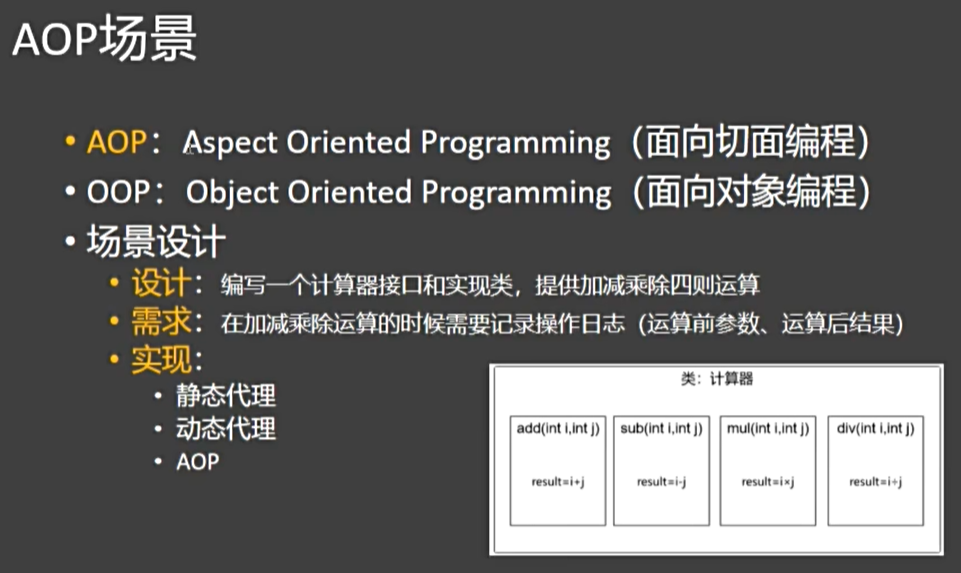 AOP场景
• AOP：Aspect Oriented Programming（面向切面编程）
• OOP：Object Oriented Programming（面向对象编程）
• 场景设计
• 设计：编写一个计算器接口和实现类，提供加减乘除四则运算
• 需求：在加减乘除运算的时候需要记录操作日志（运算前参数、运算后结果）
• 实现：
• 静态代理
• 动态代理
• AOP
类：计算器
add(int i,int j) sub(int i,int j) mul(int i,int j) div(int i,int j)
result=i+j result=i-j result=i×j result=i÷j